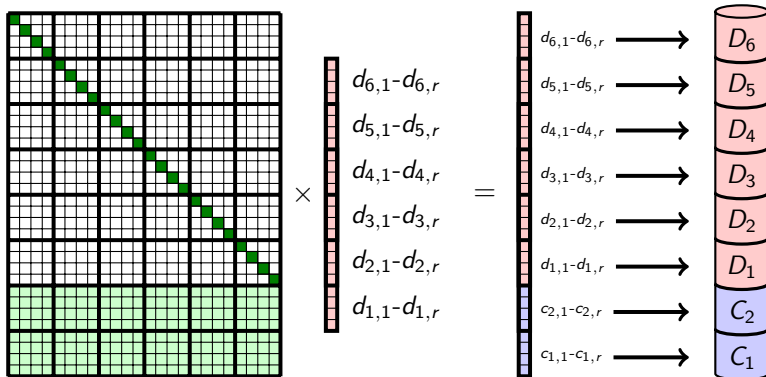 d6,1-d6,r D6
d6,1-d6,r d5,1-d5,r D5
d5,1-d5,r d4,1-d4,r D4
d4,1-d4,r d3,1-d3,r D3
× =
d3,1-d3,r d2,1-d2,r D2
d2,1-d2,r d1,1-d1,r D1
d1,1-d1,r c2,1-c2,r C2
c1,1-c1,r C1